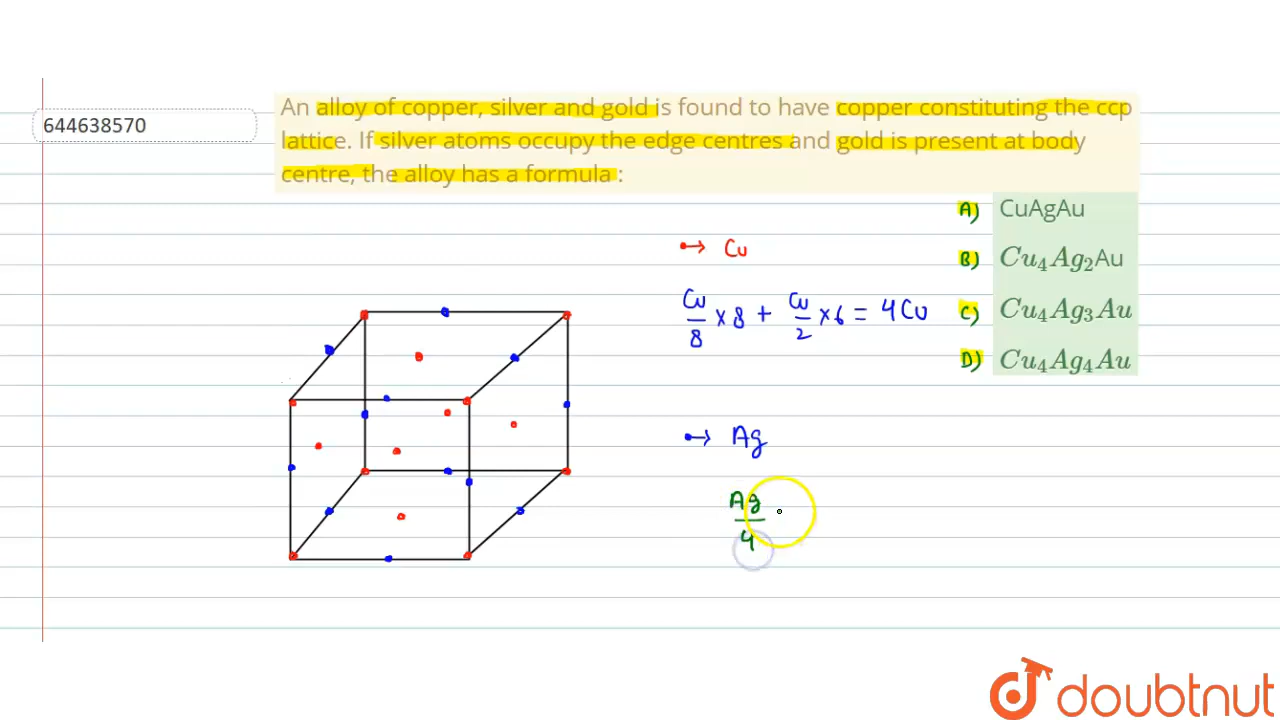 644638570
An alloy of copper, silver and gold is found to have copper constituting the ccp
lattice. If silver atoms occupy the edge centres and gold is present at body
centre, the alloy has a formula :
A) CuAgAu
B) Cu₄Ag₂Au
C) Cu₄Ag₃Au
D) Cu₄Ag₄Au
→ Cu
Cu/8 × 8 + Cu/2 × 6 = 4Cu
→ Ag
Ag/4
doubtnut